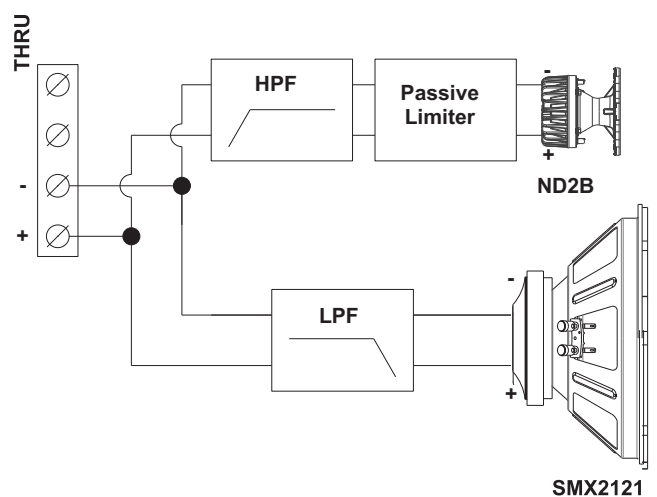 THRU
HPF
Passive
Limiter
-
+
ND2B
-
+
LPF
-
+
SMX2121